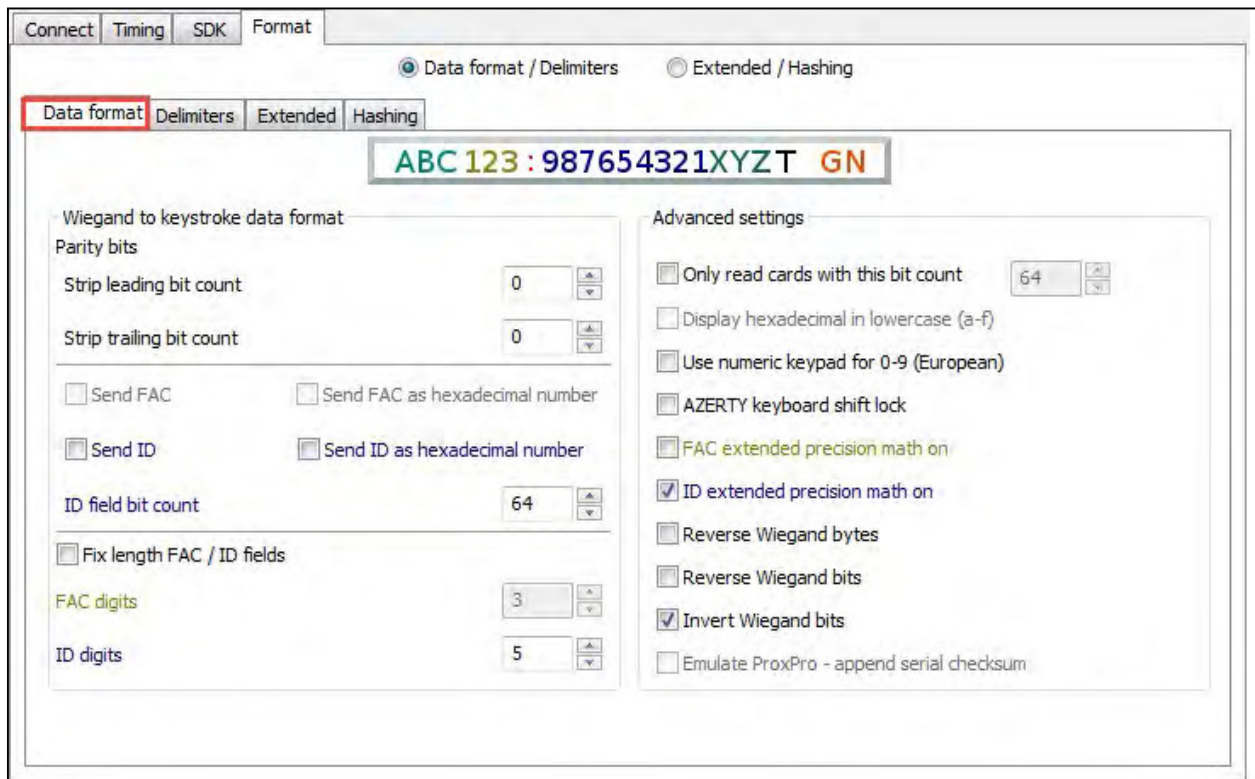 Connect Timing SDK Format
Data format / Delimiters Extended / Hashing
Data format Delimiters Extended Hashing
ABC 123 : 987654321XYZT GN
Wiegand to keystroke data format
Parity bits
Strip leading bit count 0
Strip trailing bit count 0
Send FAC Send FAC as hexadecimal number
Send ID Send ID as hexadecimal number
ID field bit count 64
Fix length FAC / ID fields
FAC digits 3
ID digits 5
Advanced settings
Only read cards with this bit count 64
Display hexadecimal in lowercase (a-f)
Use numeric keypad for 0-9 (European)
AZERTY keyboard shift lock
FAC extended precision math on
ID extended precision math on
Reverse Wiegand bytes
Reverse Wiegand bits
Invert Wiegand bits
Emulate ProxPro - append serial checksum